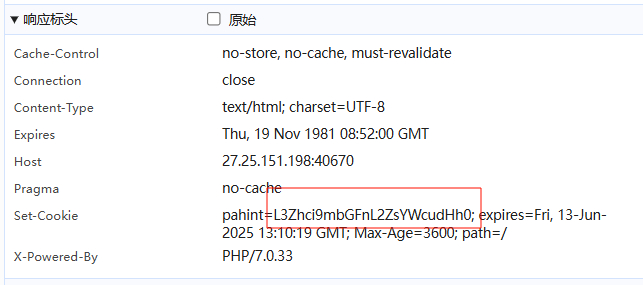 ▼ 响应标头 原始
Cache-Control no-store, no-cache, must-revalidate
Connection close
Content-Type text/html; charset=UTF-8
Expires Thu, 19 Nov 1981 08:52:00 GMT
Host 27.25.151.198:40670
Pragma no-cache
Set-Cookie pahint=L3Zhci9mbGFnL2ZsYWcudHh0; expires=Fri, 13-Jun-
2025 13:10:19 GMT; Max-Age=3600; path=/
X-Powered-By PHP/7.0.33